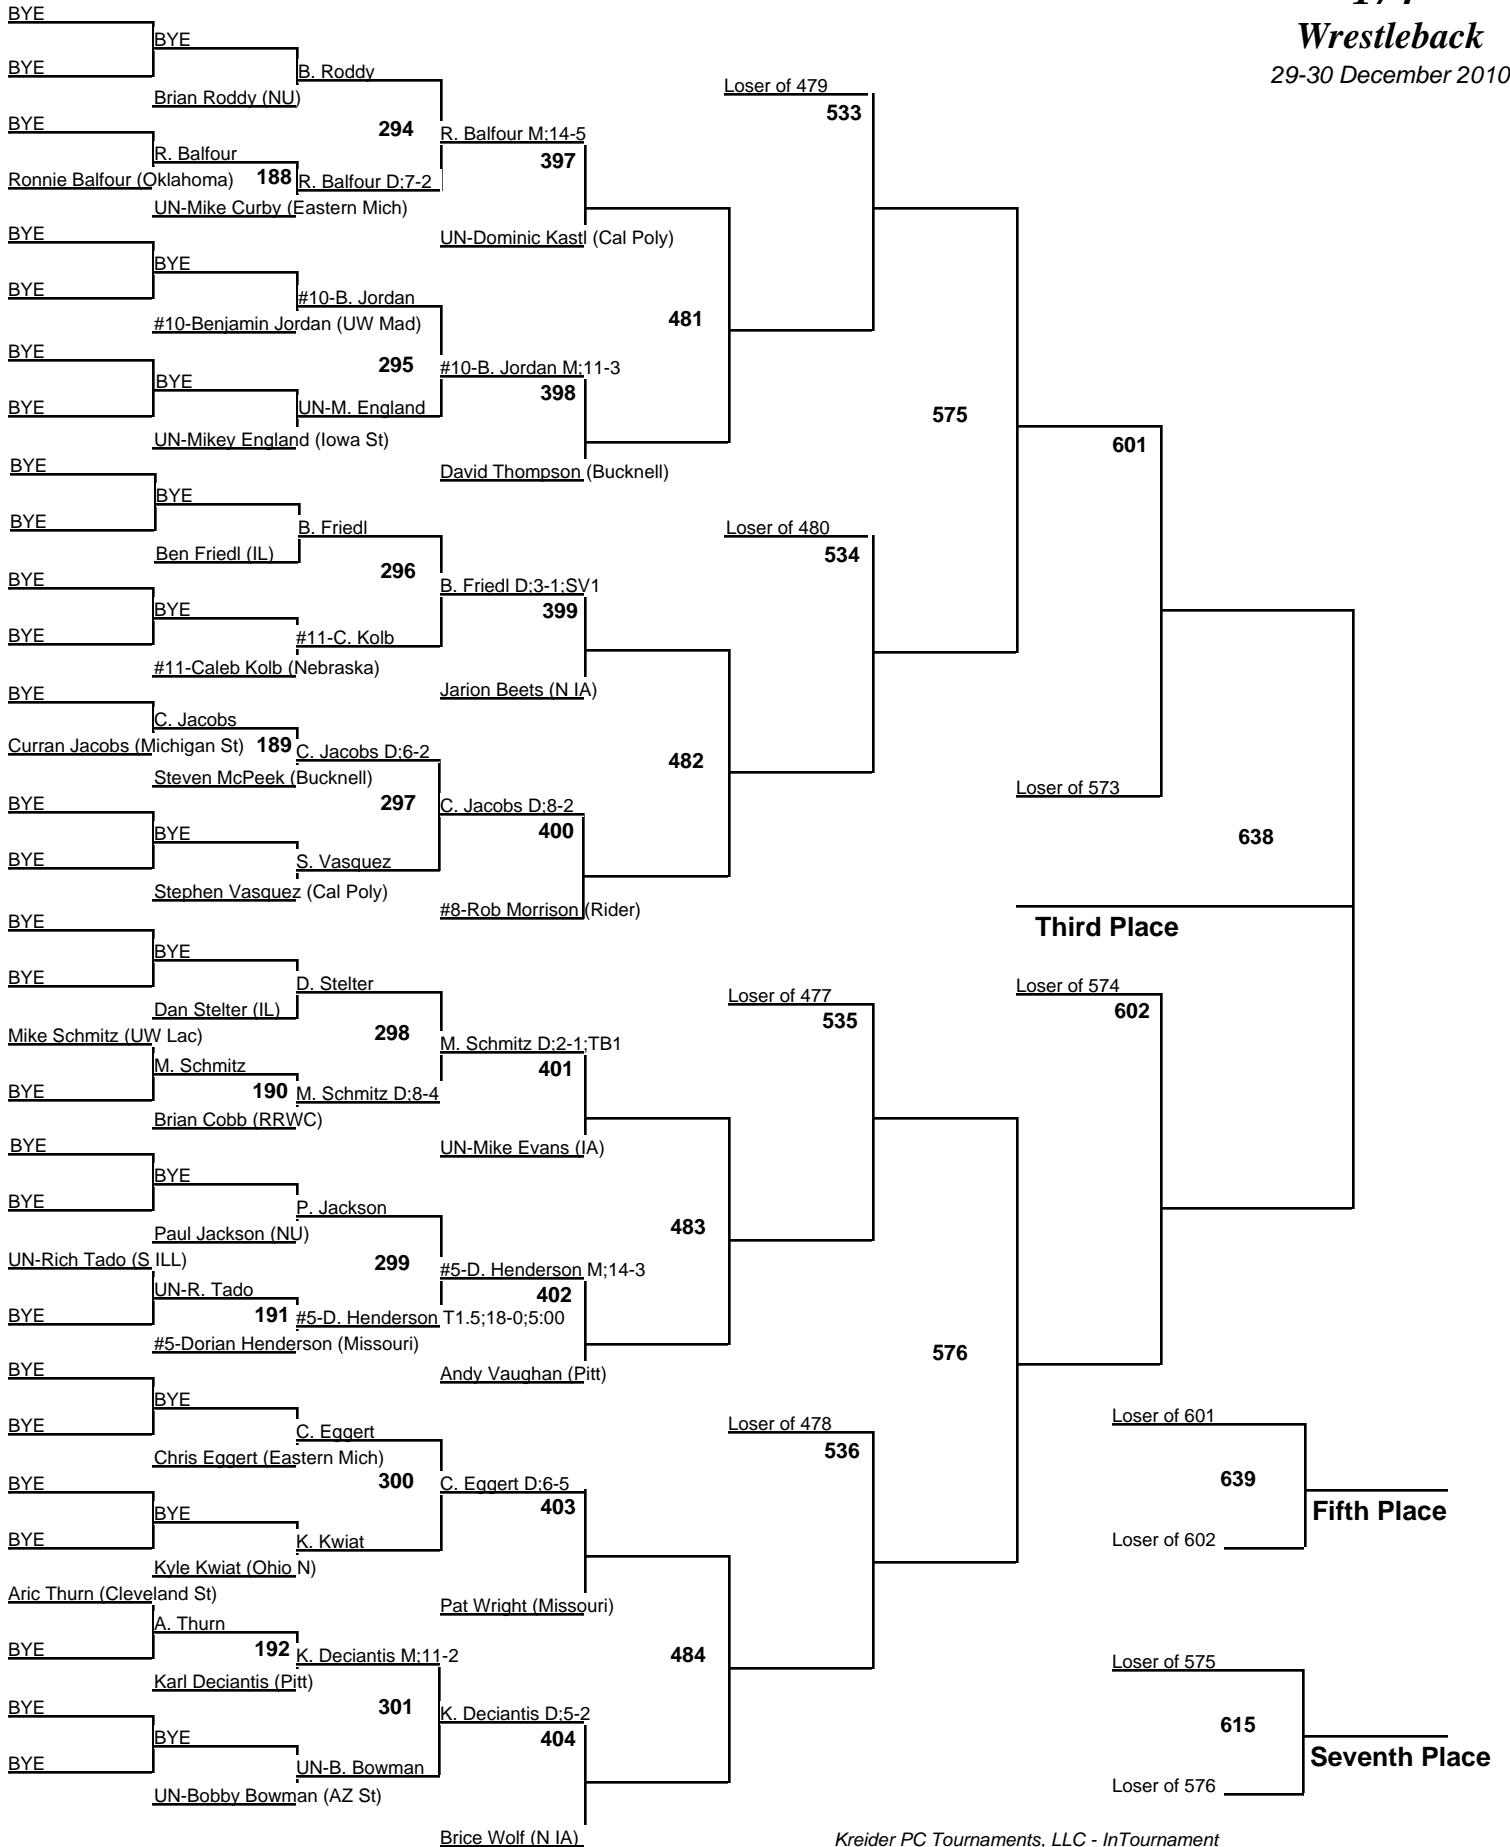 Wrestleback
29-30 December 2010
BYE
BYE
BYE
B. Roddy
Brian Roddy (NU)
294
BYE
R. Balfour
Ronnie Balfour (Oklahoma)
188
R. Balfour D;7-2
UN-Mike Curby (Eastern Mich)
R. Balfour M;14-5
397
UN-Dominic Kastl (Cal Poly)
Loser of 479
533
BYE
BYE
BYE
#10-B. Jordan
#10-Benjamin Jordan (UW Mad)
295
BYE
BYE
BYE
UN-M. England
UN-Mikey England (Iowa St)
#10-B. Jordan M;11-3
398
David Thompson (Bucknell)
481
575
601
BYE
BYE
BYE
B. Friedl
Ben Friedl (IL)
296
BYE
BYE
BYE
#11-C. Kolb
#11-Caleb Kolb (Nebraska)
B. Friedl D;3-1;SV1
399
Jarion Beets (N IA)
Loser of 480
534
BYE
C. Jacobs
Curran Jacobs (Michigan St)
189
C. Jacobs D;6-2
Steven McPeek (Bucknell)
297
BYE
BYE
BYE
S. Vasquez
Stephen Vasquez (Cal Poly)
C. Jacobs D;8-2
400
#8-Rob Morrison (Rider)
482
Loser of 573
638
Third Place
BYE
BYE
BYE
D. Stelter
Dan Stelter (IL)
298
Mike Schmitz (UW Lac)
M. Schmitz
BYE
190
M. Schmitz D;8-4
Brian Cobb (RRWC)
M. Schmitz D;2-1;TB1
401
UN-Mike Evans (IA)
Loser of 477
535
Loser of 574
602
BYE
BYE
BYE
P. Jackson
Paul Jackson (NU)
299
UN-Rich Tado (S ILL)
UN-R. Tado
BYE
191
#5-D. Henderson T1.5;18-0;5:00
#5-Dorian Henderson (Missouri)
#5-D. Henderson M;14-3
402
Andy Vaughan (Pitt)
483
576
BYE
BYE
BYE
C. Eggert
Chris Eggert (Eastern Mich)
300
BYE
BYE
BYE
K. Kwiat
Kyle Kwiat (Ohio N)
C. Eggert D;6-5
403
Pat Wright (Missouri)
Loser of 478
536
Loser of 601
639
Fifth Place
Loser of 602
Aric Thurn (Cleveland St)
A. Thurn
BYE
192
K. Deciantis M;11-2
Karl Deciantis (Pitt)
301
BYE
BYE
BYE
UN-B. Bowman
UN-Bobby Bowman (AZ St)
K. Deciantis D;5-2
404
Brice Wolf (N IA)
484
Loser of 575
615
Seventh Place
Loser of 576
Kreider PC Tournaments, LLC - InTournament